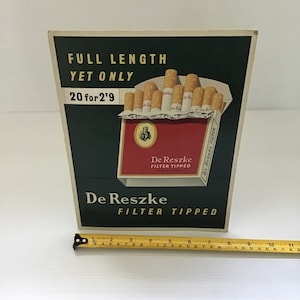 FULL LENGTH
YET ONLY
20 for 2'9
De Reszke
FILTER TIPPED
De Reszke
FILTER TIPPED